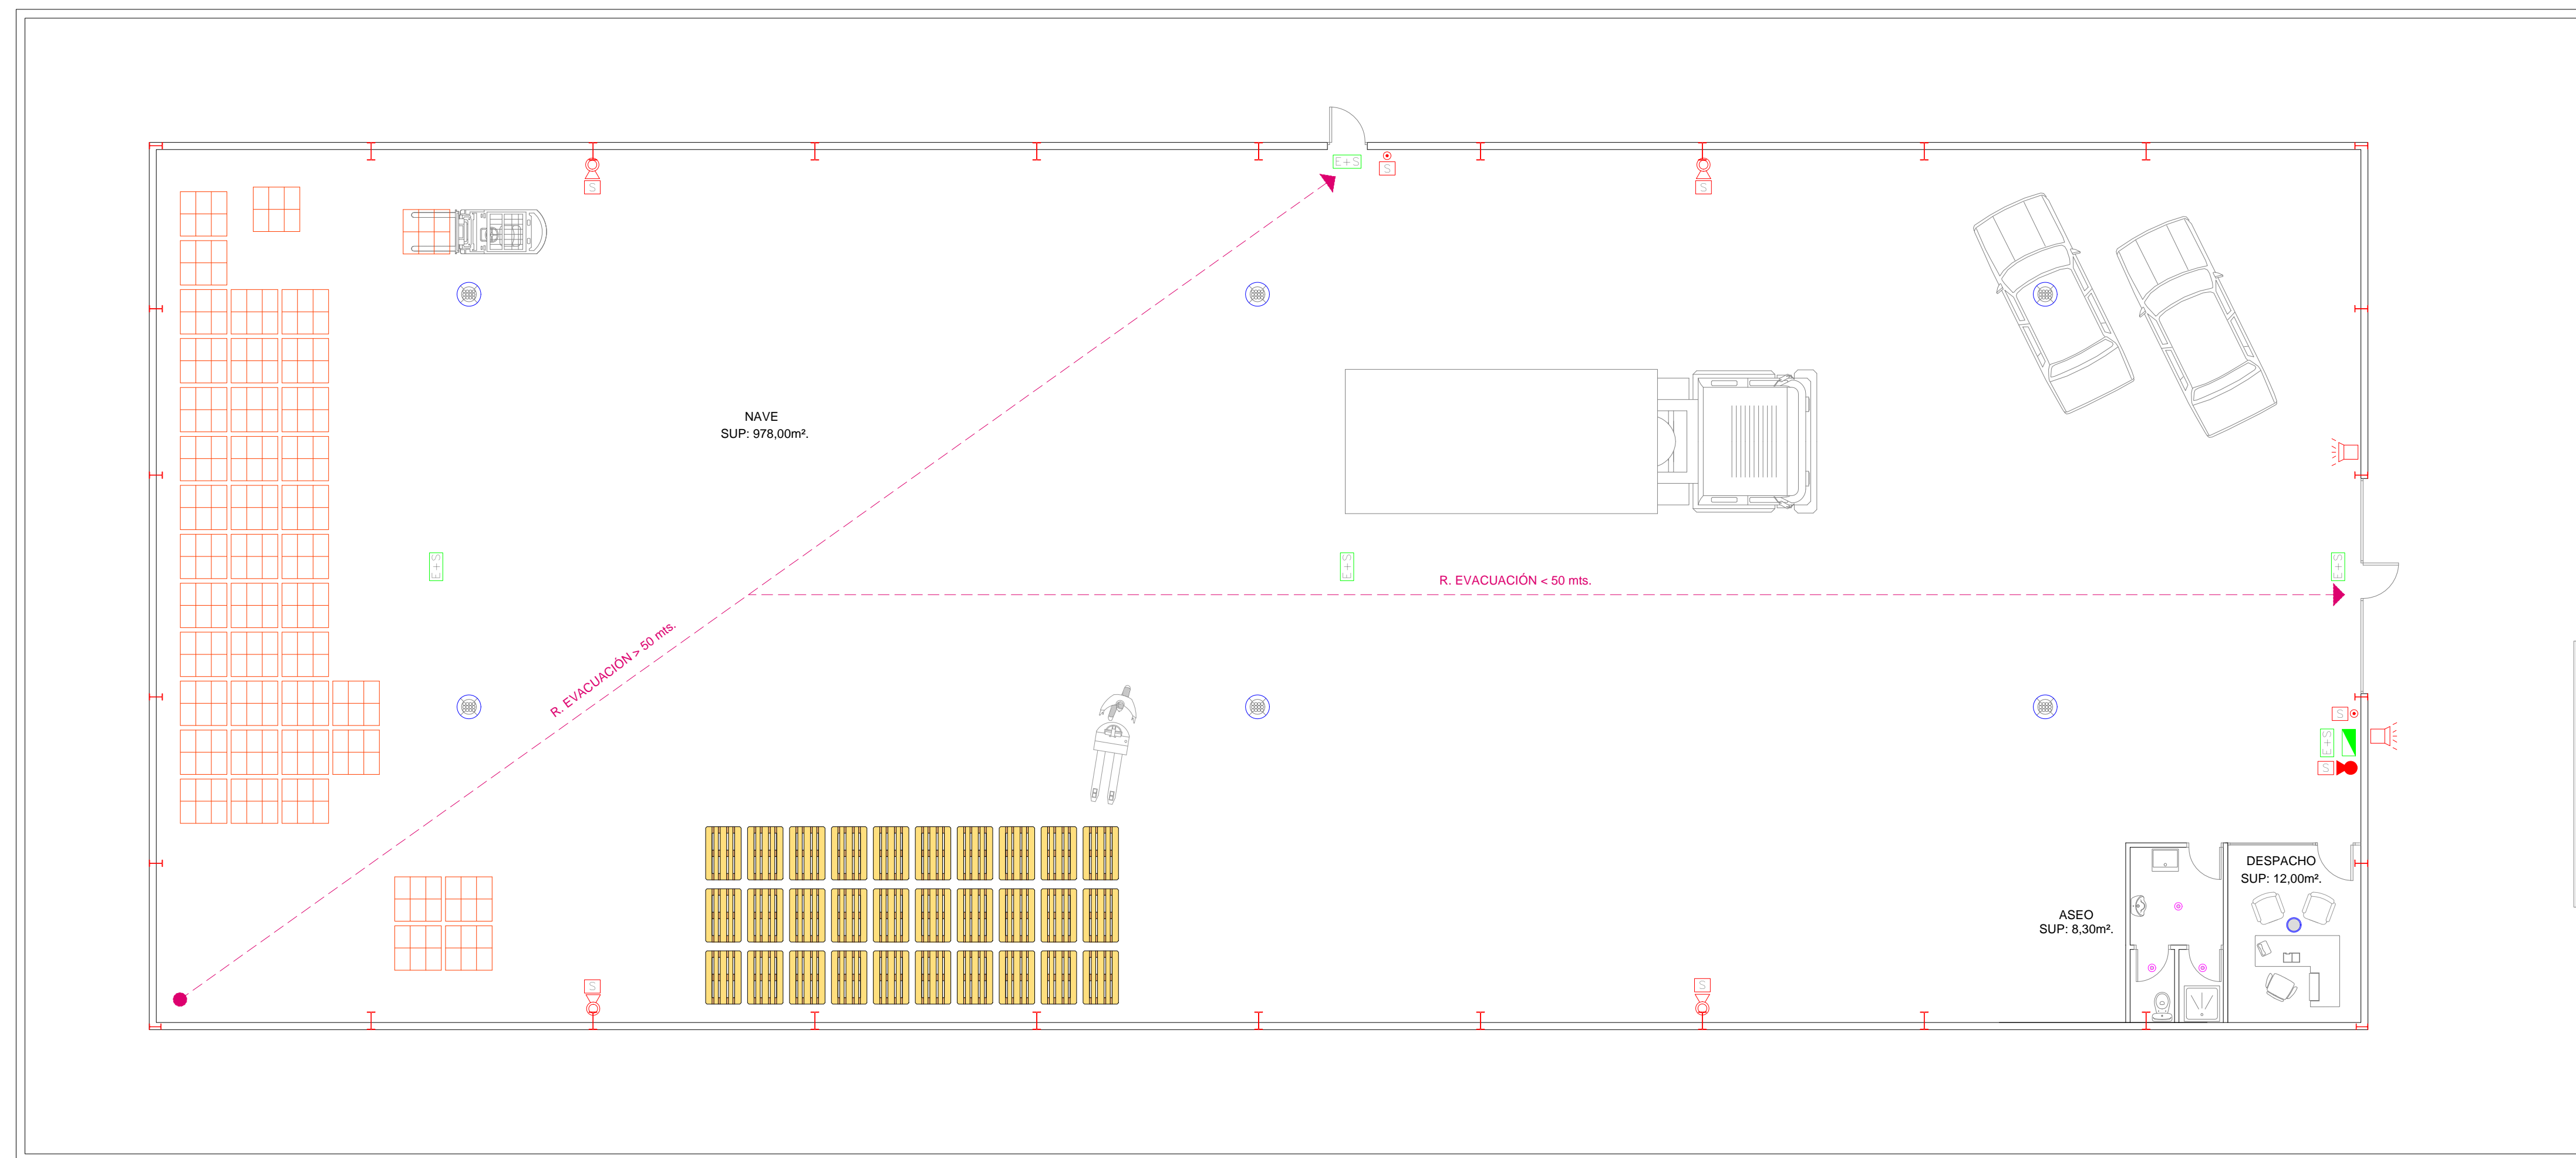 E+S
S
S
S
NAVE
SUP: 978,00m².
E+S
E+S
E+S
R. EVACUACIÓN < 50 mts.
R. EVACUACIÓN > 50 mts.
S
E+S
S
DESPACHO
SUP: 12,00m².
ASEO
SUP: 8,30m².
S
S